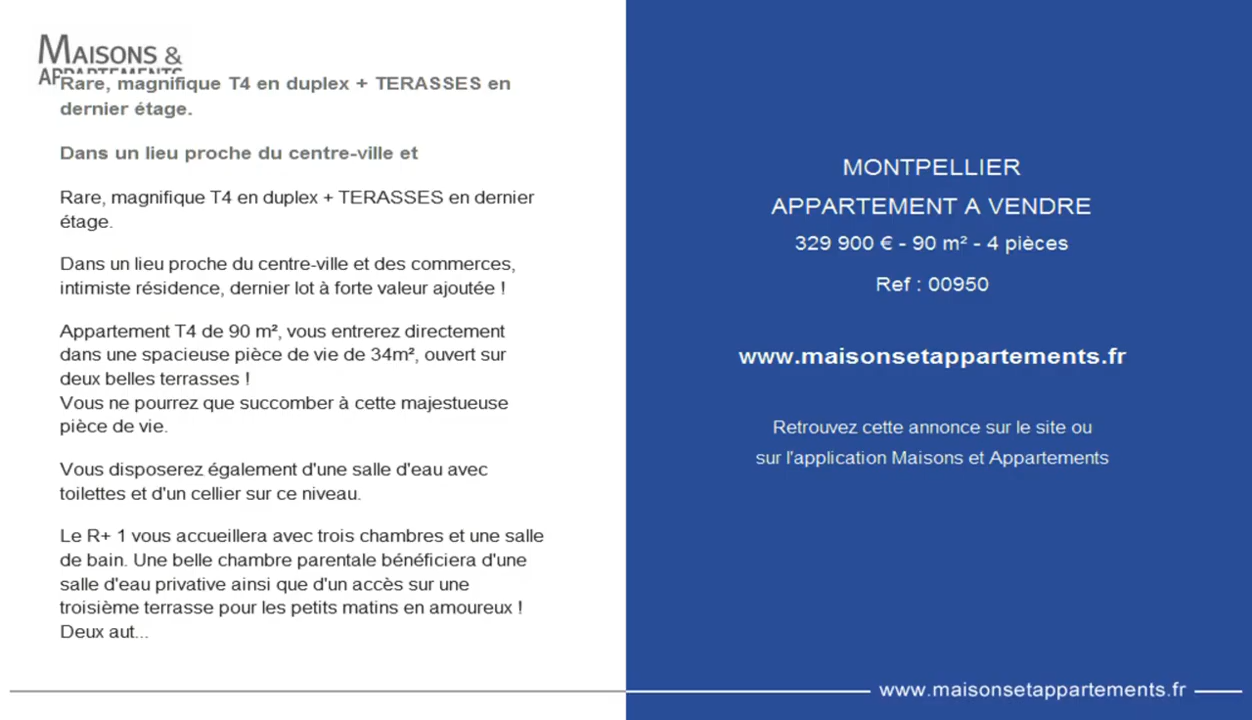 MAISONS &
APPARTEMENTS
Rare, magnifique T4 en duplex + TERASSES en
dernier étage.
Dans un lieu proche du centre-ville et
Rare, magnifique T4 en duplex + TERASSES en dernier
étage.
Dans un lieu proche du centre-ville et des commerces,
intimiste résidence, dernier lot à forte valeur ajoutée !
Appartement T4 de 90 m², vous entrerez directement
dans une spacieuse pièce de vie de 34m², ouvert sur
deux belles terrasses !
Vous ne pourrez que succomber à cette majestueuse
pièce de vie.
Vous disposerez également d'une salle d'eau avec
toilettes et d'un cellier sur ce niveau.
Le R+ 1 vous accueillera avec trois chambres et une salle
de bain. Une belle chambre parentale bénéficiera d'une
salle d'eau privative ainsi que d'un accès sur une
troisième terrasse pour les petits matins en amoureux !
Deux aut...
MONTPELLIER
APPARTEMENT A VENDRE
329 900 € - 90 m² - 4 pièces
Ref : 00950
www.maisonsetappartements.fr
Retrouvez cette annonce sur le site ou
sur l'application Maisons et Appartements
www.maisonsetappartements.fr